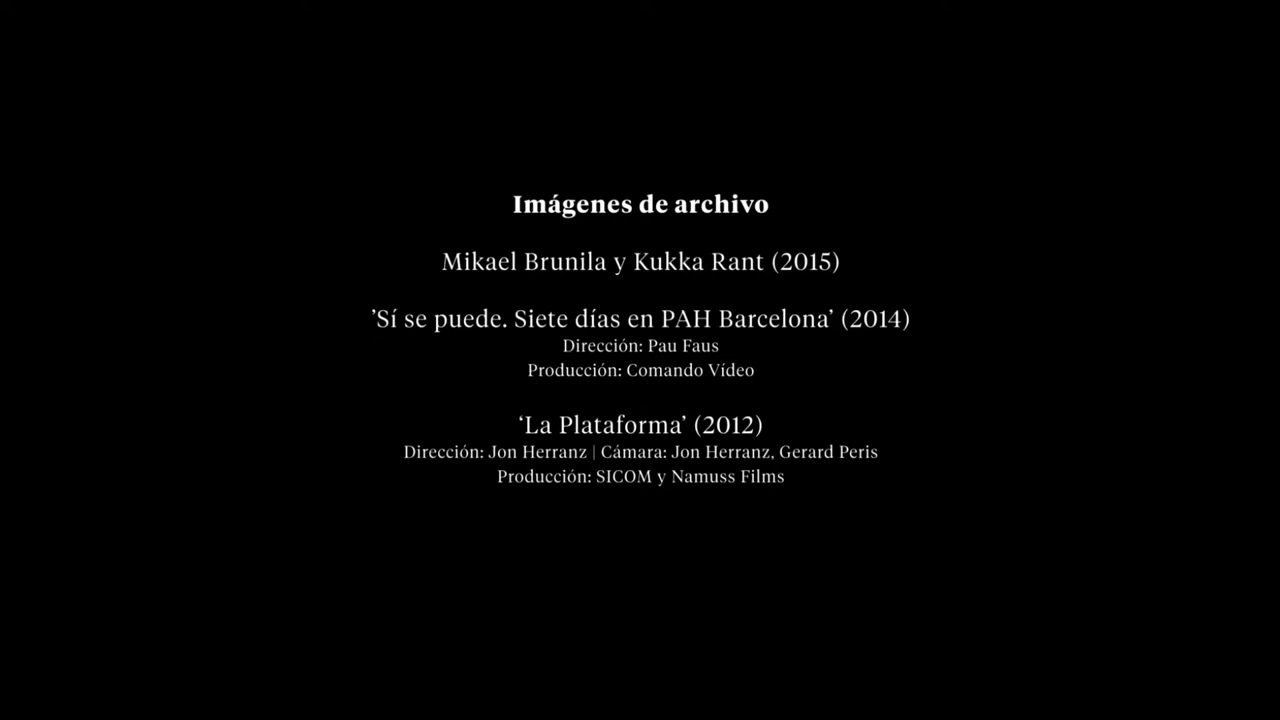 Imágenes de archivo
Mikael Brunila y Kukka Rant (2015)
’Sí se puede. Siete días en PAH Barcelona’ (2014)
Dirección: Pau Faus
Producción: Comando Vídeo
‘La Plataforma’ (2012)
Dirección: Jon Herranz | Cámara: Jon Herranz, Gerard Peris
Producción: SICOM y Namuss Films